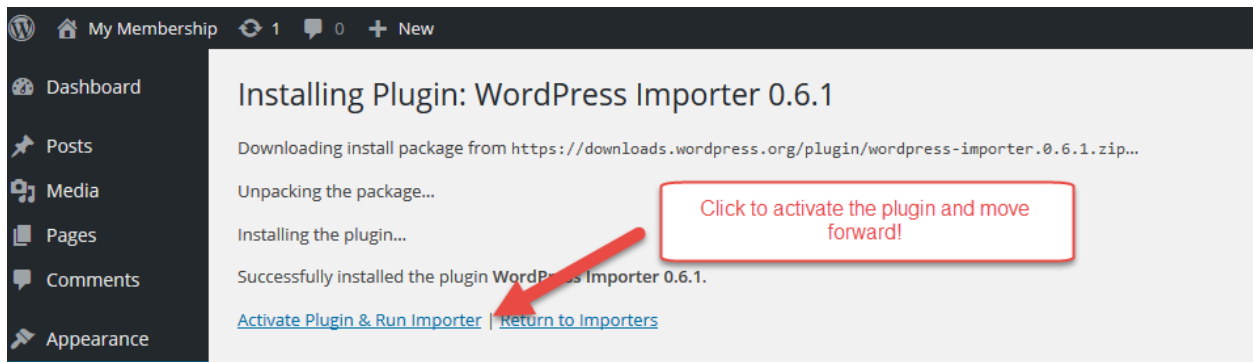 My Membership 1 0 New
Dashboard
Posts
Media
Pages
Comments
Appearance
Installing Plugin: WordPress Importer 0.6.1
Downloading install package from https://downloads.wordpress.org/plugin/wordpress-importer.0.6.1.zip…
Unpacking the package…
Installing the plugin…
Successfully installed the plugin WordPress Importer 0.6.1.
Activate Plugin & Run Importer | Return to Importers
Click to activate the plugin and move
forward!